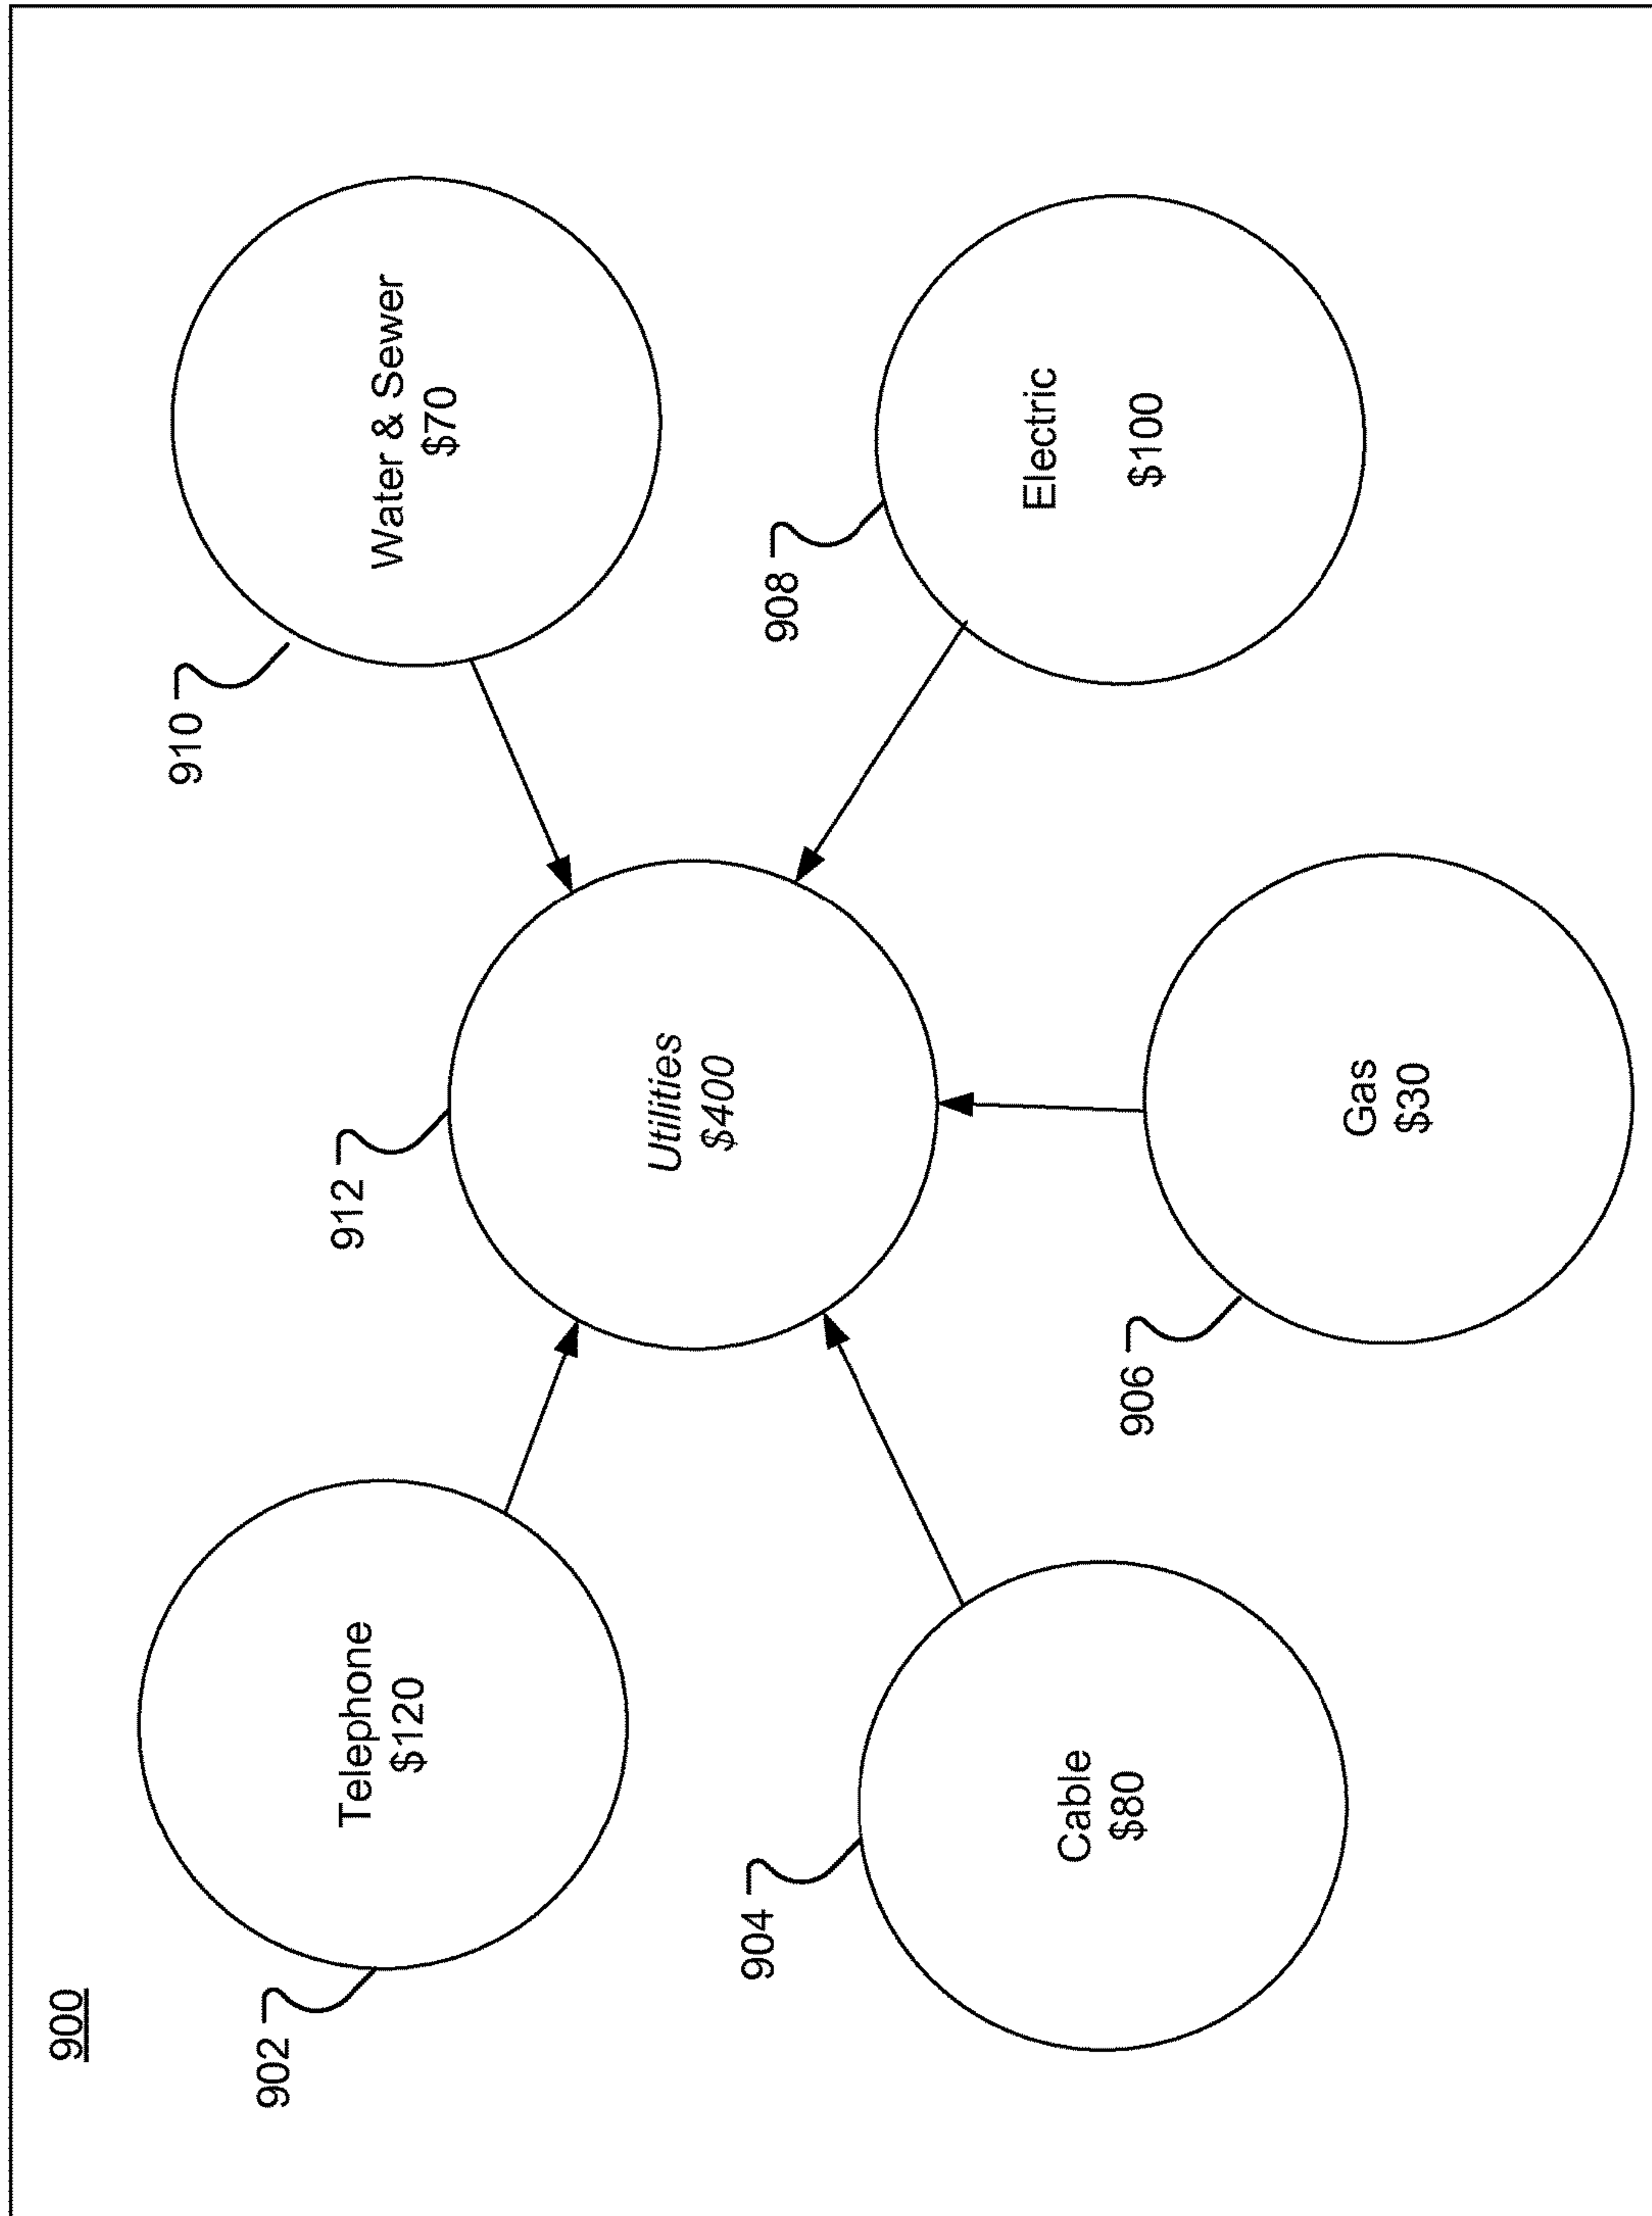 900
902
Telephone
$120
912
Utilities
$400
910
Water & Sewer
$70
904
Cable
$80
906
Gas
$30
908
Electric
$100